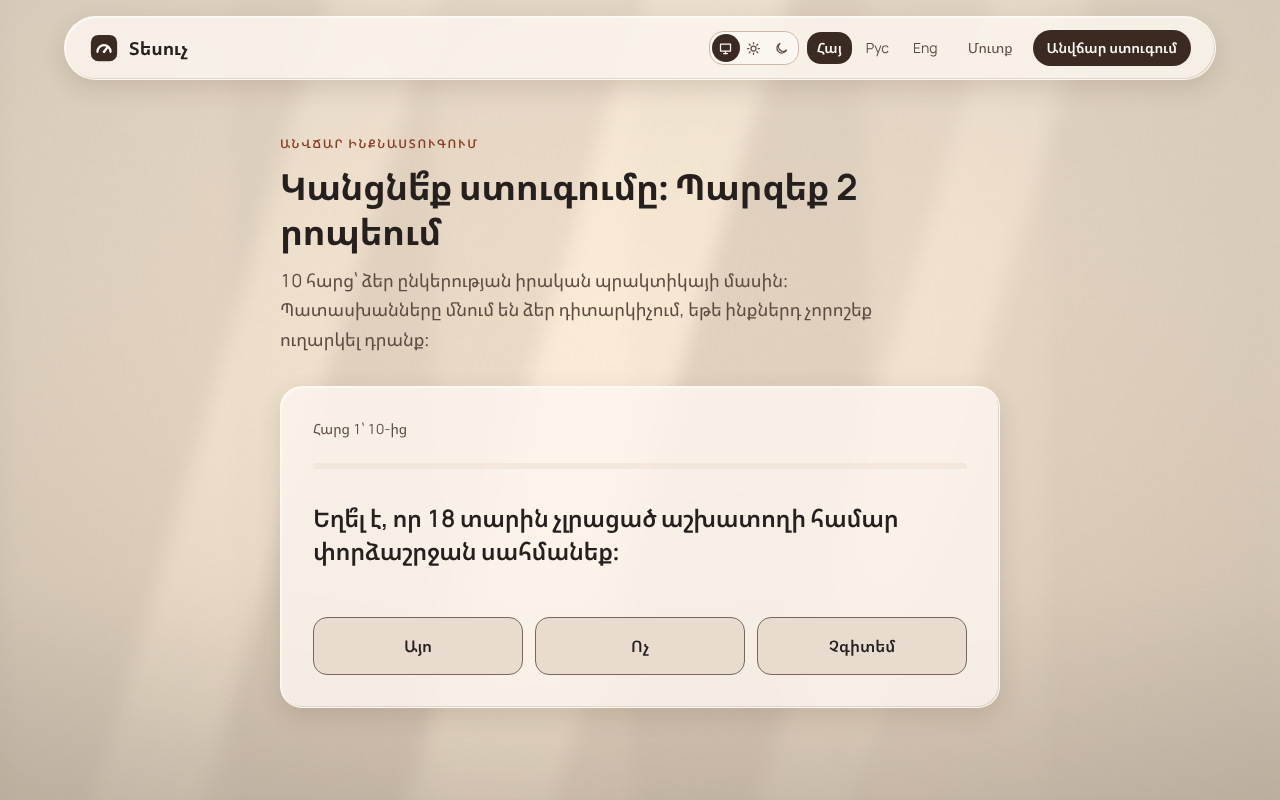 Տեսուչ
Հայ
Рус
Eng
Մուտք
Անվճար ստուգում
ԱՆՎՃԱՐ ԻՆՔՆԱՍՏՈՒԳՈՒՄ
Կանցնե՞ք ստուգումը: Պարզեք 2
րոպեում
10 հարց՝ ձեր ընկերության իրական պրակտիկայի մասին:
Պատասխանները մնում են ձեր դիտարկիչում, եթե ինքներդ չորոշեք
ուղարկել դրանք:
Հարց 1՝ 10-ից
Եղե՞լ է, որ 18 տարին չլրացած աշխատողի համար
փորձաշրջան սահմանեք:
Այո
Ոչ
Չգիտեմ